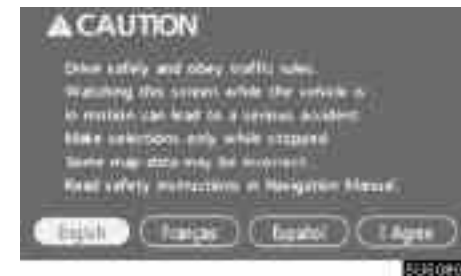 CAUTION
Drive safely and obey traffic rules.
Watching this screen while the vehicle is
in motion can lead to a serious accident.
Make selections only while stopped.
Some map data may be incorrect.
Read safety instructions in Navigation Manual.
English Français Español I Agree